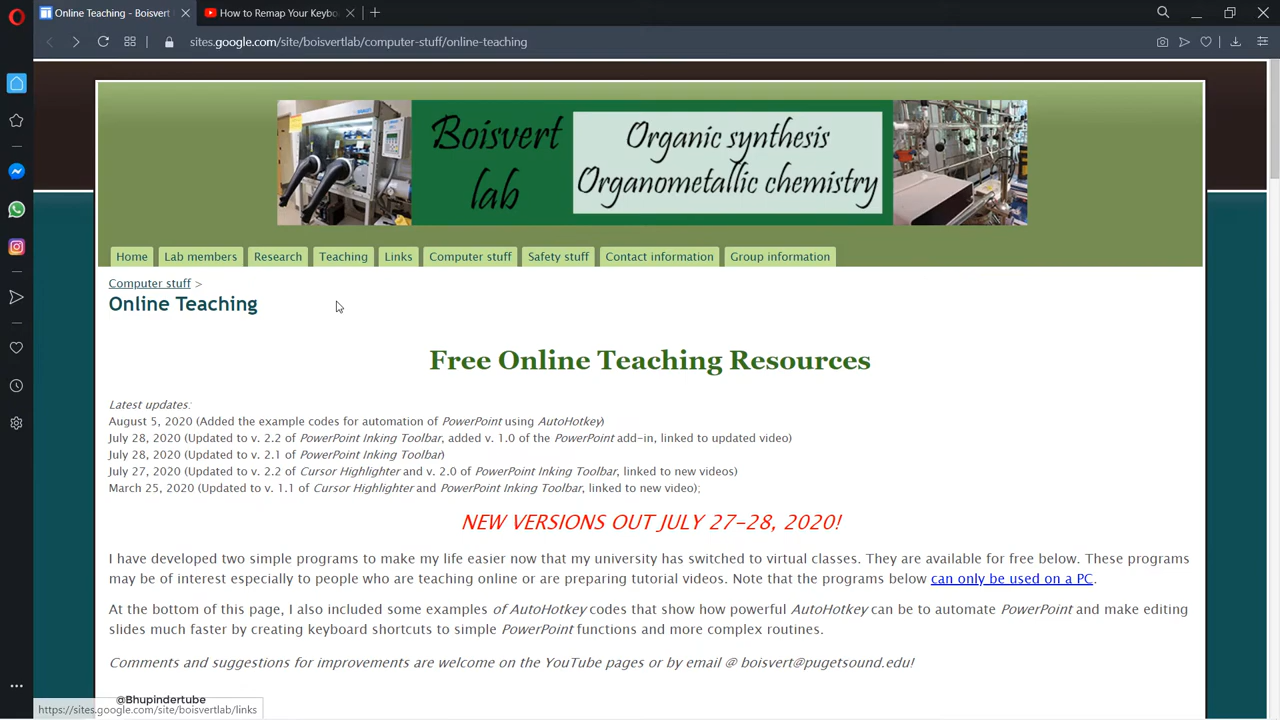 Online Teaching - Boisvert
How to Remap Your Keybo
sites.google.com/site/boisvertlab/computer-stuff/online-teaching
Boisvert lab
Organic synthesis
Organometallic chemistry
Home Lab members Research Teaching Links Computer stuff Safety stuff Contact information Group information
Computer stuff >
Online Teaching
Free Online Teaching Resources
Latest updates:
August 5, 2020 (Added the example codes for automation of PowerPoint using AutoHotkey)
July 28, 2020 (Updated to v. 2.2 of PowerPoint Inking Toolbar, added v. 1.0 of the PowerPoint add-in, linked to updated video)
July 28, 2020 (Updated to v. 2.1 of PowerPoint Inking Toolbar)
July 27, 2020 (Updated to v. 2.2 of Cursor Highlighter and v. 2.0 of PowerPoint Inking Toolbar, linked to new videos)
March 25, 2020 (Updated to v. 1.1 of Cursor Highlighter and PowerPoint Inking Toolbar, linked to new video);
NEW VERSIONS OUT JULY 27-28, 2020!
I have developed two simple programs to make my life easier now that my university has switched to virtual classes. They are available for free below. These programs
may be of interest especially to people who are teaching online or are preparing tutorial videos. Note that the programs below can only be used on a PC.
At the bottom of this page, I also included some examples of AutoHotkey codes that show how powerful AutoHotkey can be to automate PowerPoint and make editing
slides much faster by creating keyboard shortcuts to simple PowerPoint functions and more complex routines.
Comments and suggestions for improvements are welcome on the YouTube pages or by email @ boisvert@pugetsound.edu!
@Bhupindertube
https://sites.google.com/site/boisvertlab/links